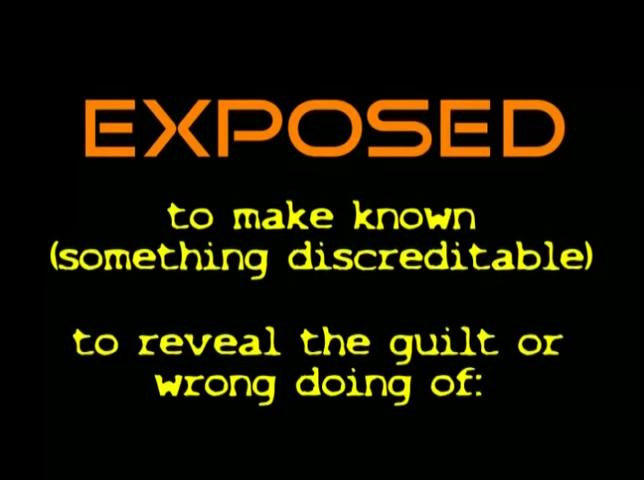 EXPOSED
to make known
(something discreditable)
to reveal the guilt or
wrong doing of: